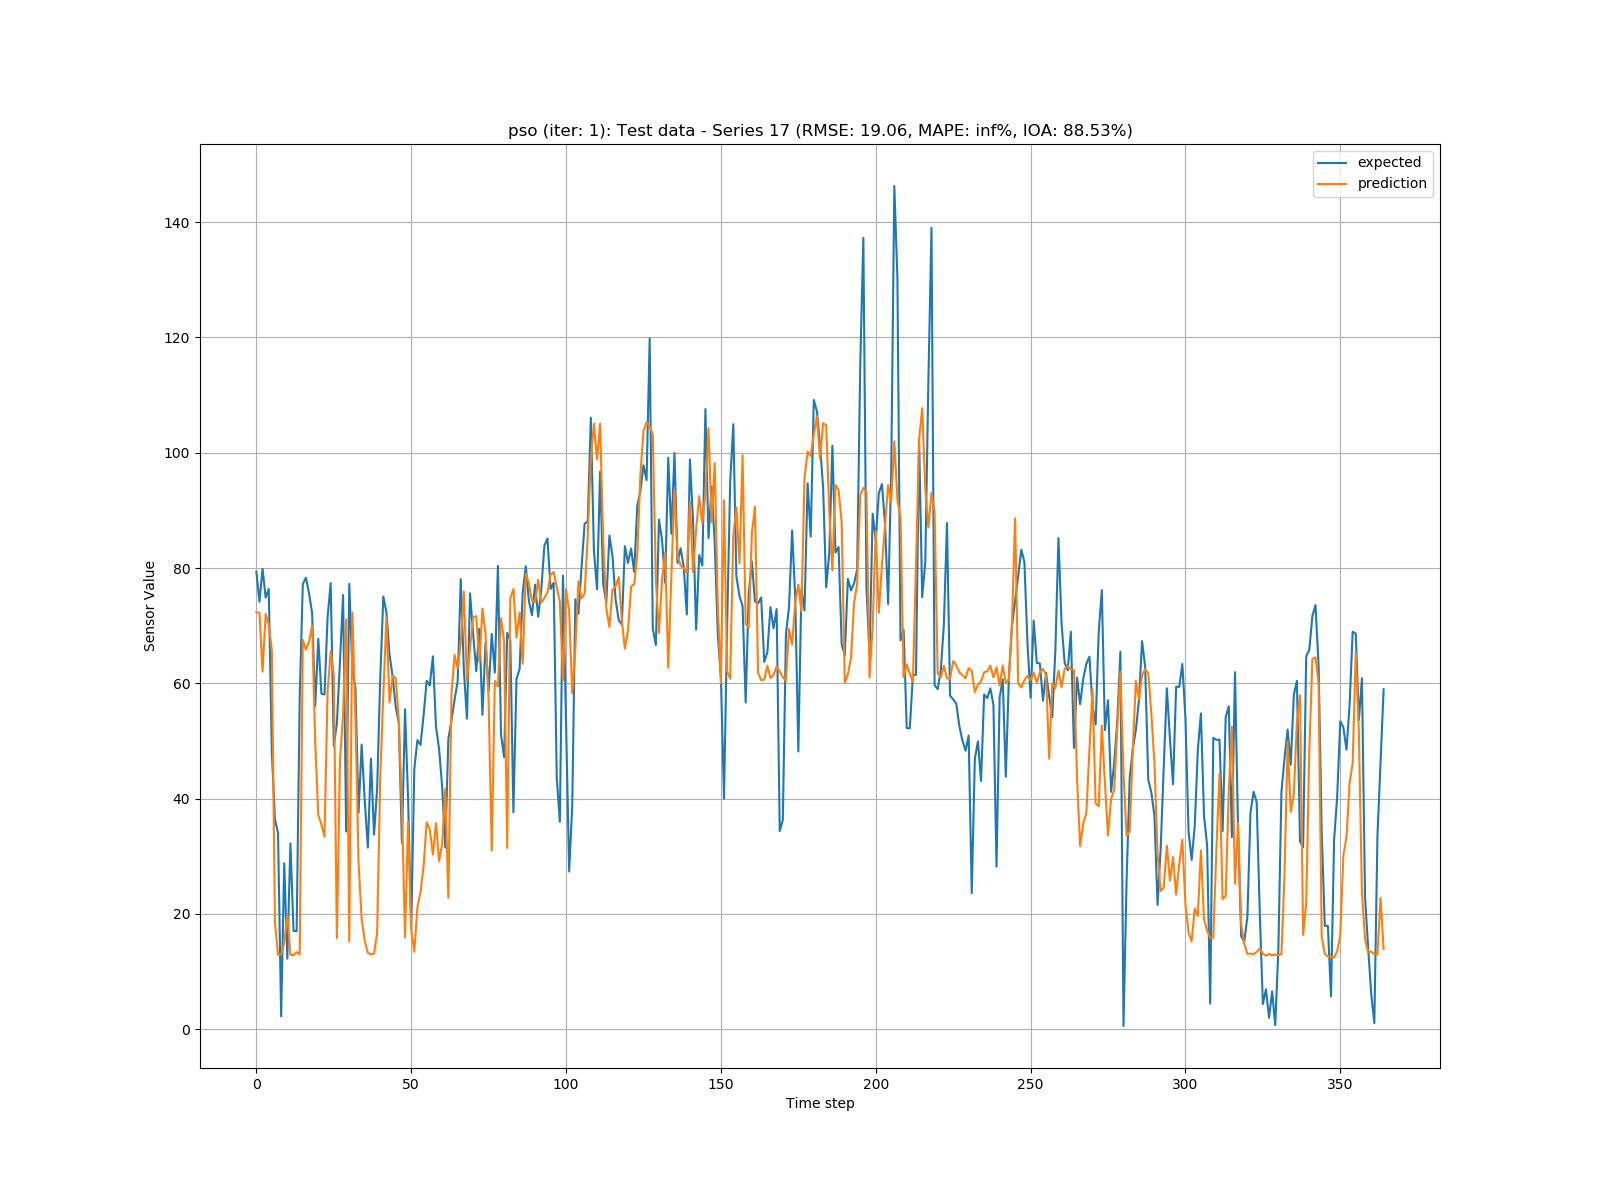 pso (iter: 1): Test data - Series 17 (RMSE: 19.06, MAPE: inf%, IOA: 88.53%)
expected
prediction
140
120
100
80
60
40
20
0
Sensor Value
0 50 100 150 200 250 300 350
Time step